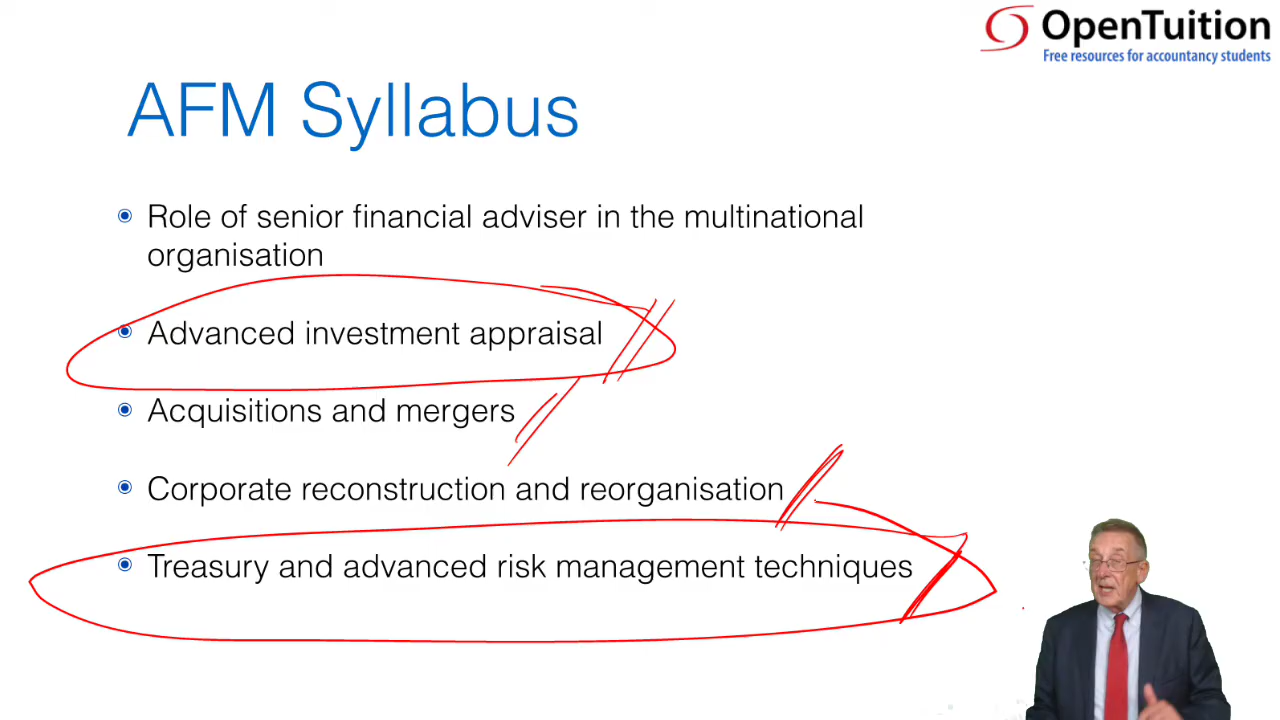 OpenTuition
Free resources for accountancy students
AFM Syllabus
Role of senior financial adviser in the multinational
organisation
Advanced investment appraisal
Acquisitions and mergers
Corporate reconstruction and reorganisation
Treasury and advanced risk management techniques